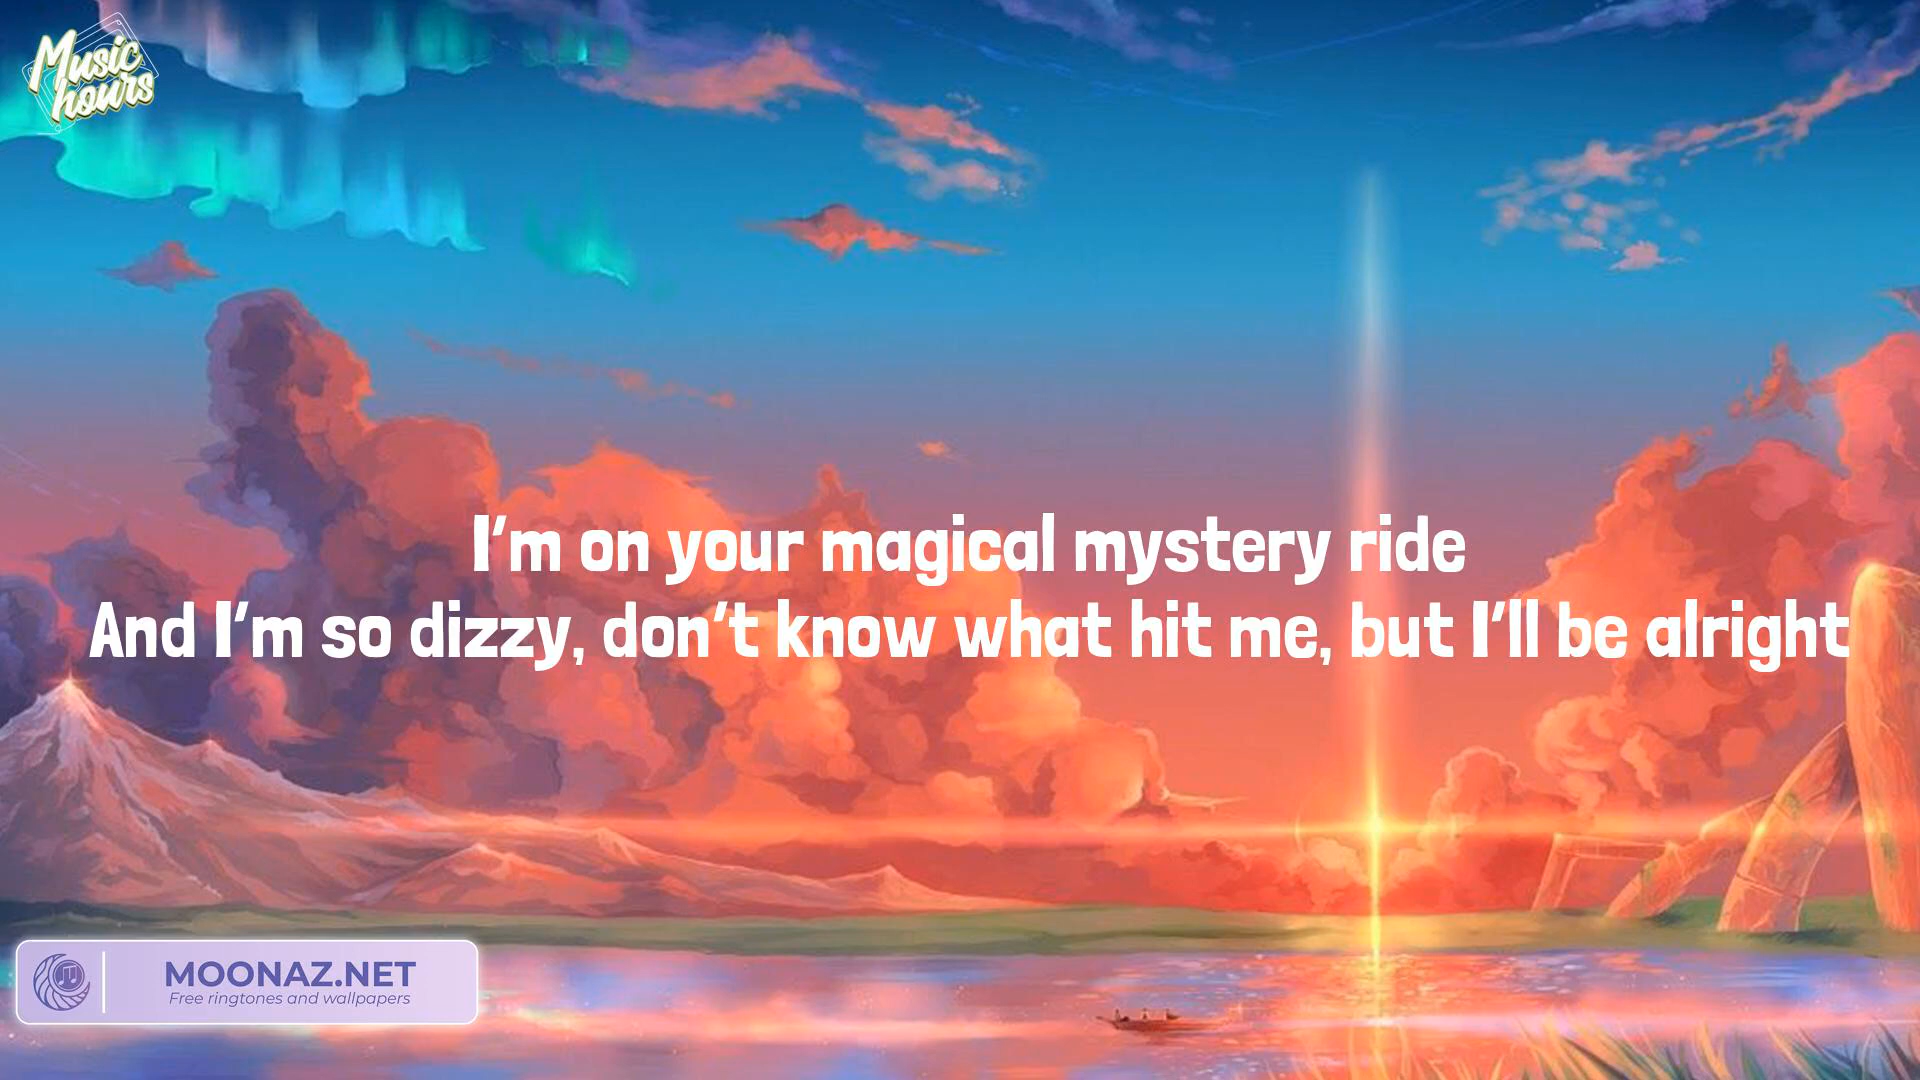 Music
hours
I'm on your magical mystery ride
And I'm so dizzy, don't know what hit me, but I'll be alright
MOONAZ.NET
Free ringtones and wallpapers